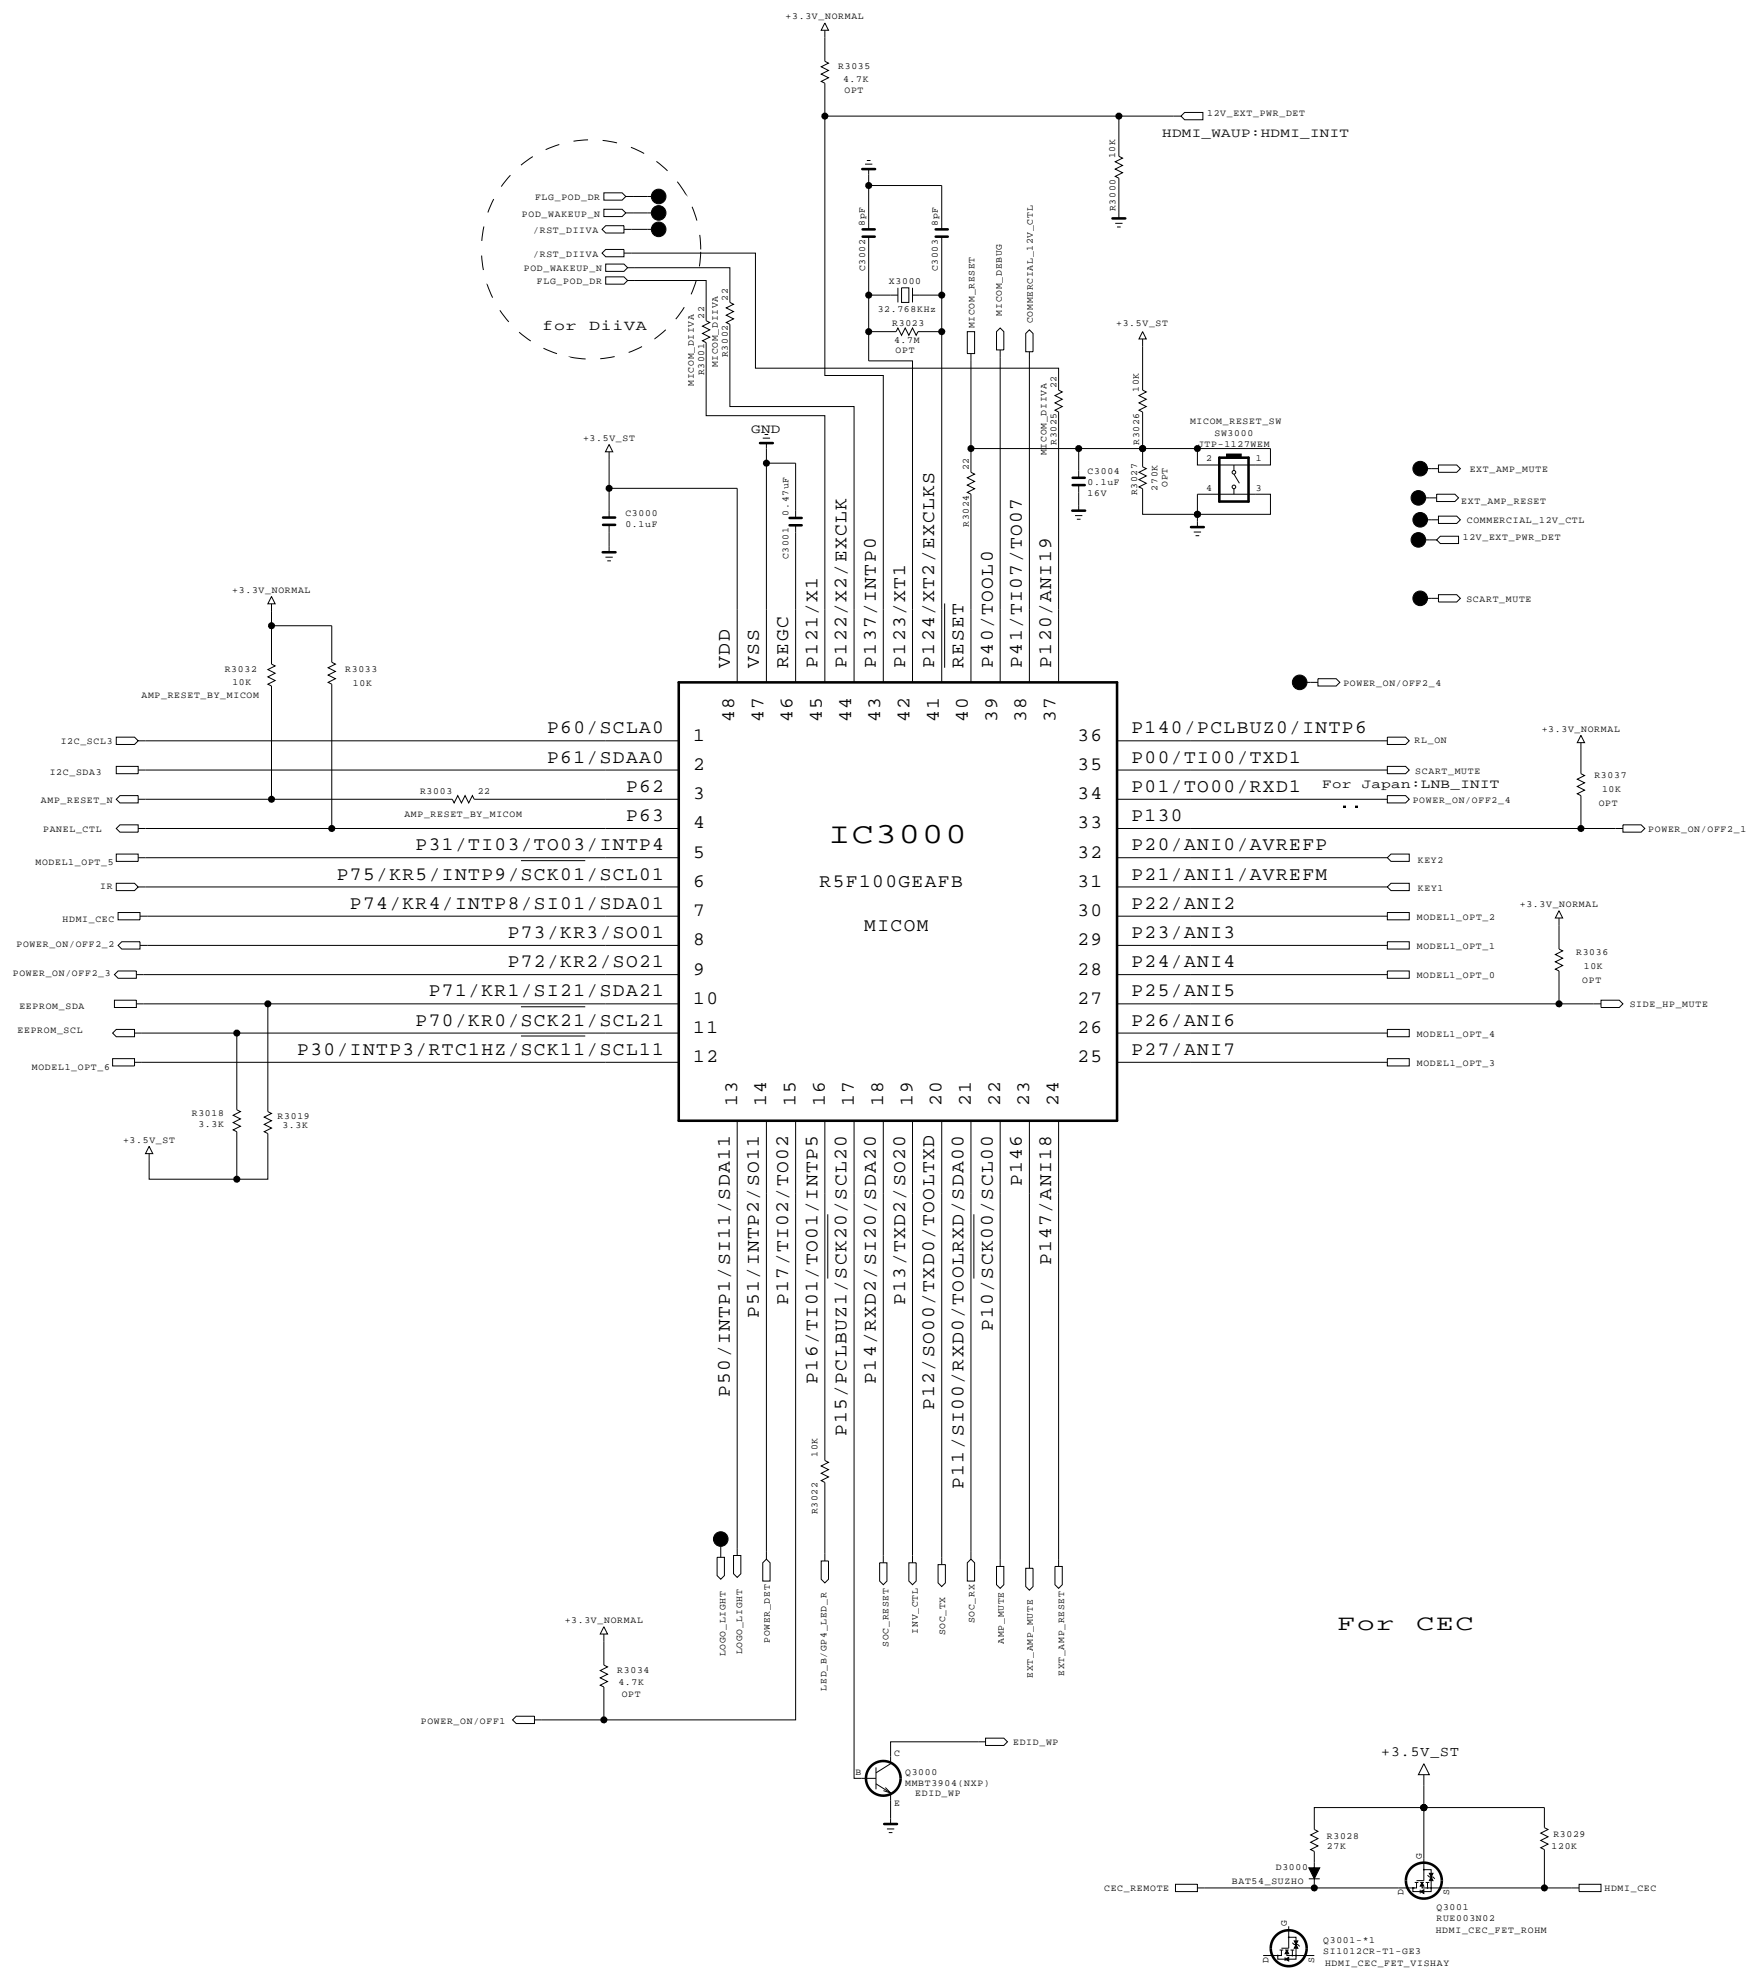 +3.3V_NORMAL
R3035
4.7K
OPT
12V_EXT_PWR_DET
HDMI_WAUP:HDMI_INIT
R3000
10K
FLG_POD_DR
POD_WAKEUP_N
/RST_DIIVA
/RST_DIIVA
POD_WAKEUP_N
FLG_POD_DR
for DiiVA
MICOM_DIIVA
R3001
22
MICOM_DIIVA
R3002
22
C3002
8pF
C3003
8pF
X3000
32.768KHz
R3023
4.7M
OPT
MICOM_RESET
MICOM_DEBUG
COMMERCIAL_12V_CTL
+3.5V_ST
R3026
10K
MICOM_DIIVA
R3025
22
MICOM_RESET_SW
SW3000
JTP-1127WEM
2
1
4
3
R3024
22
C3004
0.1uF
16V
R3027
270K
OPT
GND
+3.5V_ST
C3000
0.1uF
C3001
0.47uF
EXT_AMP_MUTE
EXT_AMP_RESET
COMMERCIAL_12V_CTL
12V_EXT_PWR_DET
SCART_MUTE
POWER_ON/OFF2_4
VDD
VSS
REGC
P121/X1
P122/X2/EXCLK
P137/INTP0
P123/XT1
P124/XT2/EXCLKS
RESET
P40/TOOL0
P41/TI07/TO07
P120/ANI19
48
47
46
45
44
43
42
41
40
39
38
37
+3.3V_NORMAL
R3032
10K
AMP_RESET_BY_MICOM
R3033
10K
I2C_SCL3
P60/SCLA0
1
I2C_SDA3
P61/SDAA0
2
AMP_RESET_N
R3003
22
AMP_RESET_BY_MICOM
P62
3
PANEL_CTL
P63
4
MODEL1_OPT_5
P31/TI03/TO03/INTP4
5
IR
P75/KR5/INTP9/SCK01/SCL01
6
HDMI_CEC
P74/KR4/INTP8/SI01/SDA01
7
POWER_ON/OFF2_2
P73/KR3/SO01
8
POWER_ON/OFF2_3
P72/KR2/SO21
9
EEPROM_SDA
P71/KR1/SI21/SDA21
10
EEPROM_SCL
P70/KR0/SCK21/SCL21
11
MODEL1_OPT_6
P30/INTP3/RTC1HZ/SCK11/SCL11
12
R3018
3.3K
R3019
3.3K
+3.5V_ST
IC3000
R5F100GEAFB
MICOM
36
P140/PCLBUZ0/INTP6
RL_ON
35
P00/TI00/TXD1
SCART_MUTE
34
P01/TO00/RXD1
For Japan:LNB_INIT
POWER_ON/OFF2_4
33
P130
POWER_ON/OFF2_1
+3.3V_NORMAL
R3037
10K
OPT
32
P20/ANI0/AVREFP
KEY2
31
P21/ANI1/AVREFM
KEY1
30
P22/ANI2
MODEL1_OPT_2
29
P23/ANI3
MODEL1_OPT_1
28
P24/ANI4
MODEL1_OPT_0
27
P25/ANI5
SIDE_HP_MUTE
+3.3V_NORMAL
R3036
10K
OPT
26
P26/ANI6
MODEL1_OPT_4
25
P27/ANI7
MODEL1_OPT_3
13
14
15
16
17
18
19
20
21
22
23
24
P50/INTP1/SI11/SDA11
P51/INTP2/SO11
P17/TI02/TO02
P16/TI01/TO01/INTP5
P15/PCLBUZ1/SCK20/SCL20
P14/RXD2/SI20/SDA20
P13/TXD2/SO20
P12/SO00/TXD0/TOOLTXD
P11/SI00/RXD0/TOOLRXD/SDA00
P10/SCK00/SCL00
P146
P147/ANI18
R3022
10K
LOGO_LIGHT
LOGO_LIGHT
POWER_DET
LED_B/GP4_LED_R
SOC_RESET
INV_CTL
SOC_TX
SOC_RX
AMP_MUTE
EXT_AMP_MUTE
EXT_AMP_RESET
+3.3V_NORMAL
R3034
4.7K
OPT
POWER_ON/OFF1
EDID_WP
C
B
E
Q3000
MMBT3904(NXP)
EDID_WP
For CEC
+3.5V_ST
R3028
27K
R3029
120K
D3000
BAT54_SUZHO
CEC_REMOTE
G
D
S
HDMI_CEC
Q3001
RUE003N02
HDMI_CEC_FET_ROHM
G
D
S
Q3001-*1
SI1012CR-T1-GE3
HDMI_CEC_FET_VISHAY